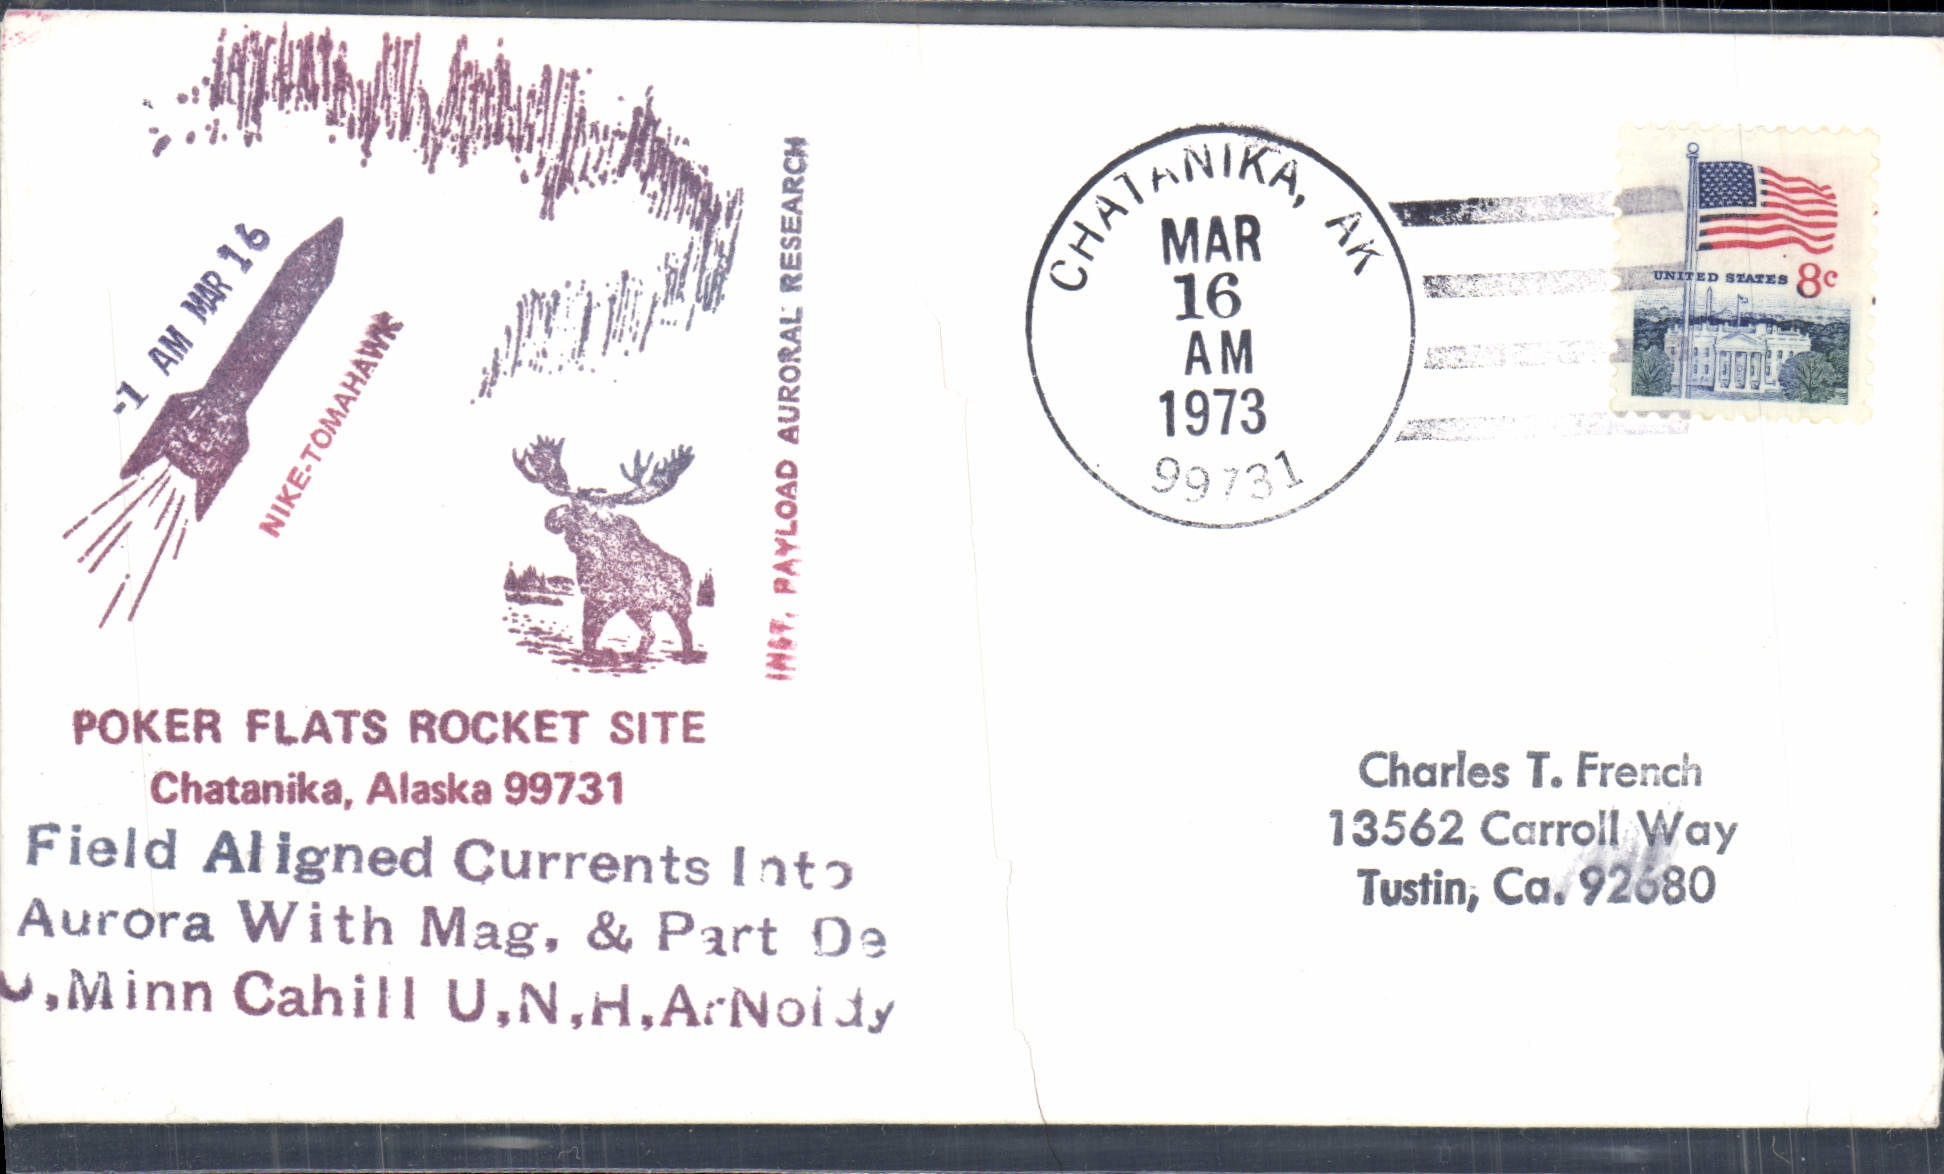 -1 AM MAR 16
NIKE-TOMAHAWK
INST. PAYLOAD AURORAL RESEARCH
POKER FLATS ROCKET SITE
Chatanika, Alaska 99731
Field Aligned Currents Into
Aurora With Mag, & Part De
U,Minn Cahill U,N,H,ArNoldy
CHATANIKA, AK
MAR
16
AM
1973
99731
UNITED STATES 8c
Charles T. French
13562 Carroll Way
Tustin, Ca. 92680